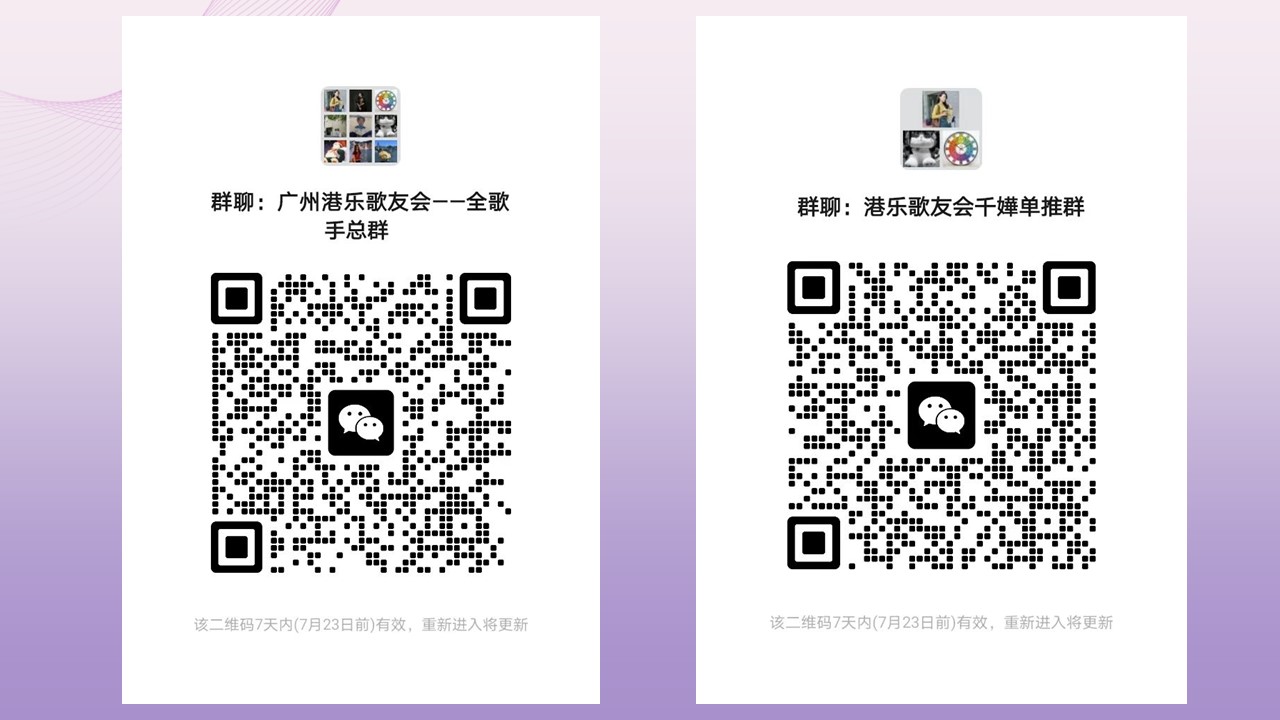 群聊：广州港乐歌友会——全歌
手总群
该二维码7天内(7月23日前)有效，重新进入将更新
群聊：港乐歌友会千嬅单推群
该二维码7天内(7月23日前)有效，重新进入将更新